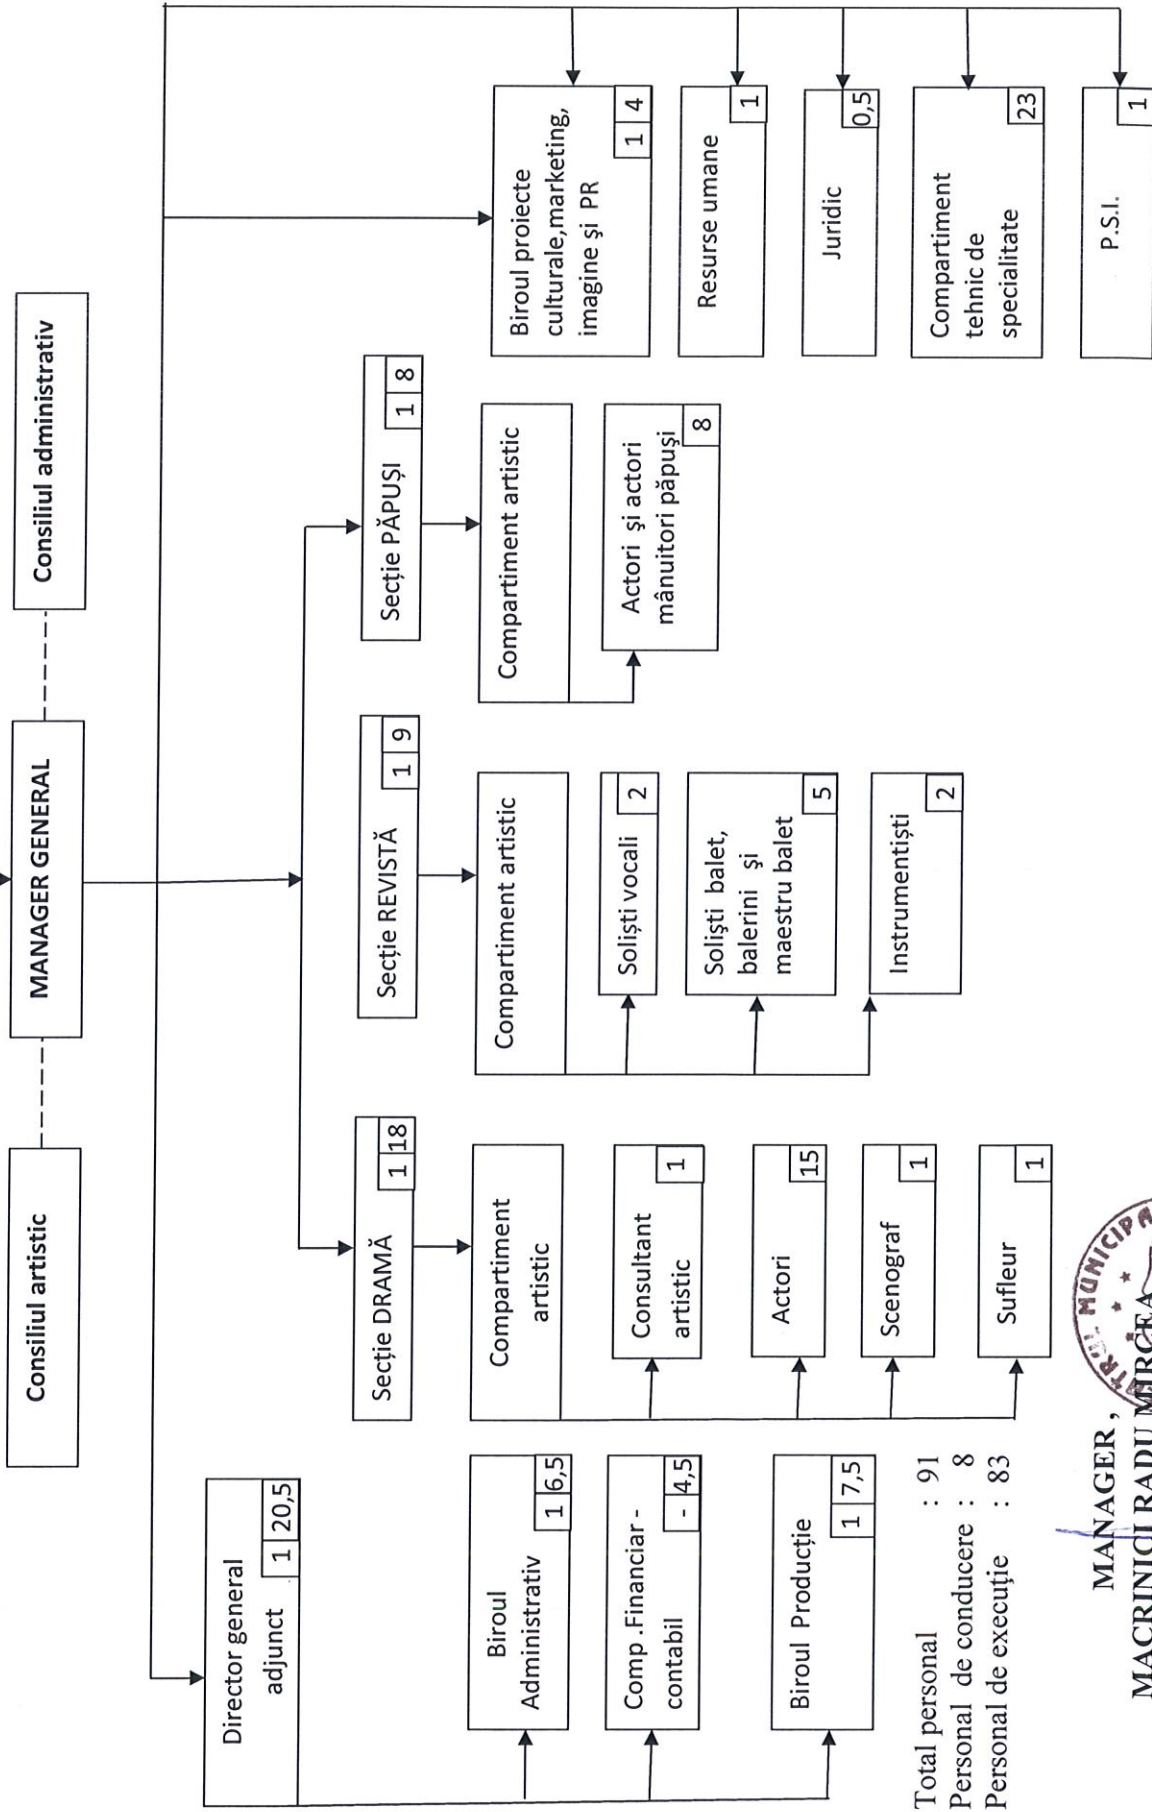 Consiliul artistic
MANAGER GENERAL
Consiliul administrativ
Director general
adjunct
1 20,5
Biroul
Administrativ
1 6,5
Comp .Financiar -
contabil
- 4,5
Biroul Producție
1 7,5
Secție DRAMĂ
1 18
Compartiment
artistic
Consultant
artistic
1
Actori
15
Scenograf
1
Sufleur
1
Secție REVISTĂ
1 9
Compartiment artistic
Soliști vocali
2
Soliști balet,
balerini și
maestru balet
5
Instrumentiști
2
Secție PĂPUȘI
1 8
Compartiment artistic
Actori și actori
mânuitori păpuși
8
Biroul proiecte
culturale,marketing,
imagine și PR
1 4
Resurse umane
1
Juridic
0,5
Compartiment
tehnic de
specialitate
23
P.S.I.
1
Total personal : 91
Personal de conducere : 8
Personal de execuție : 83
MANAGER ,
MACRINICI RADU MIRCEA